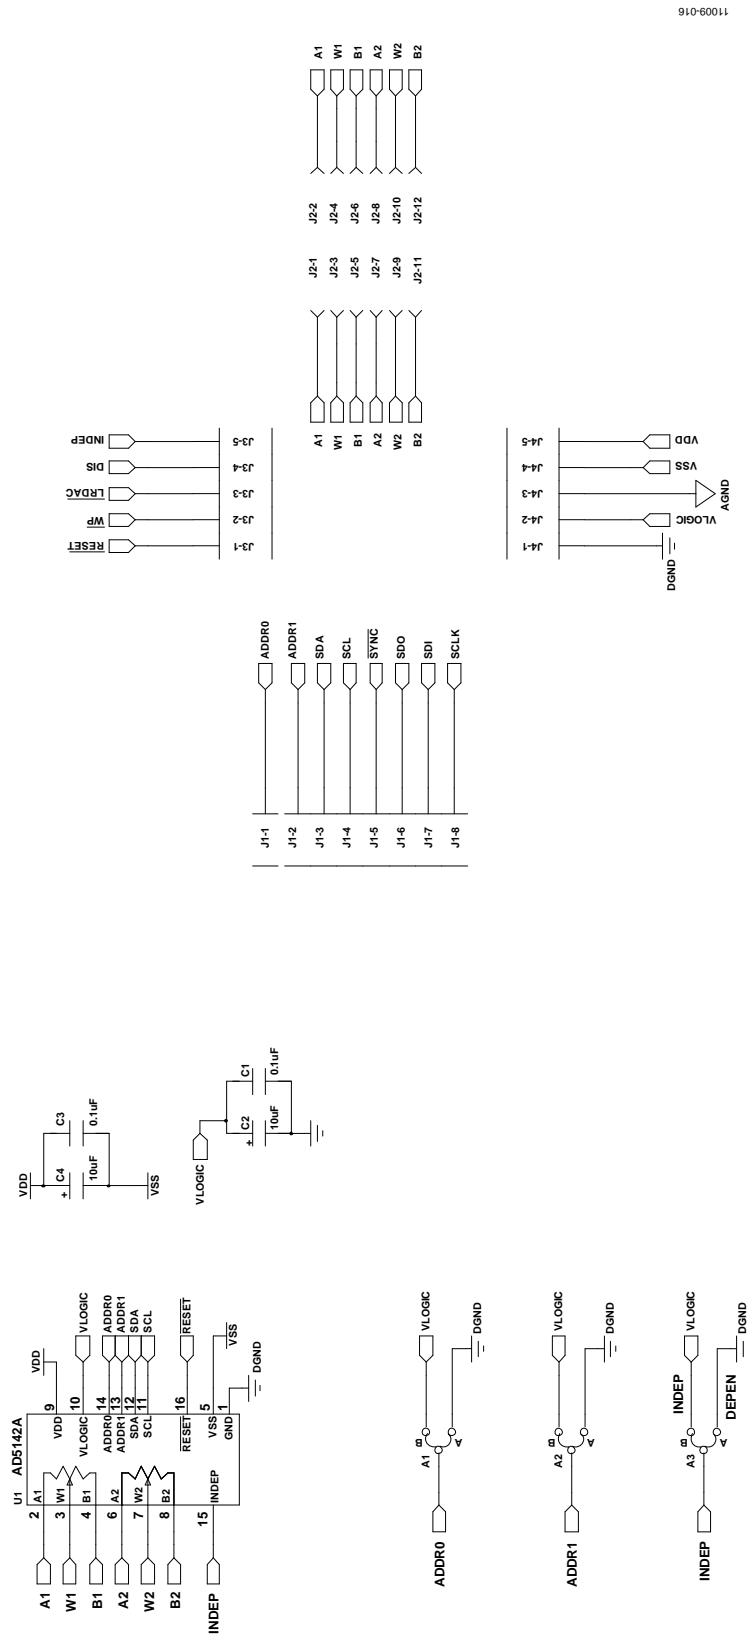 11009-016
A1
W1
B1
A2
W2
B2
J2-2
J2-4
J2-6
J2-8
J2-10
J2-12
J2-1
J2-3
J2-5
J2-7
J2-9
J2-11
A1
W1
B1
A2
W2
B2
INDEP
DIS
LRDAC
WP
RESET
J3-5
J3-4
J3-3
J3-2
J3-1
J4-5
J4-4
J4-3
J4-2
J4-1
VDD
VSS
AGND
VLOGIC
DGND
ADDR0
ADDR1
SDA
SCL
SYNC
SDO
SDI
SCLK
J1-1
J1-2
J1-3
J1-4
J1-5
J1-6
J1-7
J1-8
VDD
+
C4
10uF
C3
0.1uF
VSS
VLOGIC
+
C2
10uF
C1
0.1uF
U1
AD5142A
VDD
VLOGIC
ADDR0
ADDR1
SDA
SCL
RESET
VSS
DGND
9
10
14
13
12
11
16
5
1
VDD
VLOGIC
ADDR0
ADDR1
SDA
SCL
RESET
VSS
GND
A1
W1
B1
A2
W2
B2
INDEP
2
3
4
6
7
8
15
A1
W1
B1
A2
W2
B2
INDEP
ADDR0
A1
B
A
VLOGIC
DGND
ADDR1
A2
B
A
VLOGIC
DGND
INDEP
A3
B
A
INDEP
DEPEN
VLOGIC
DGND